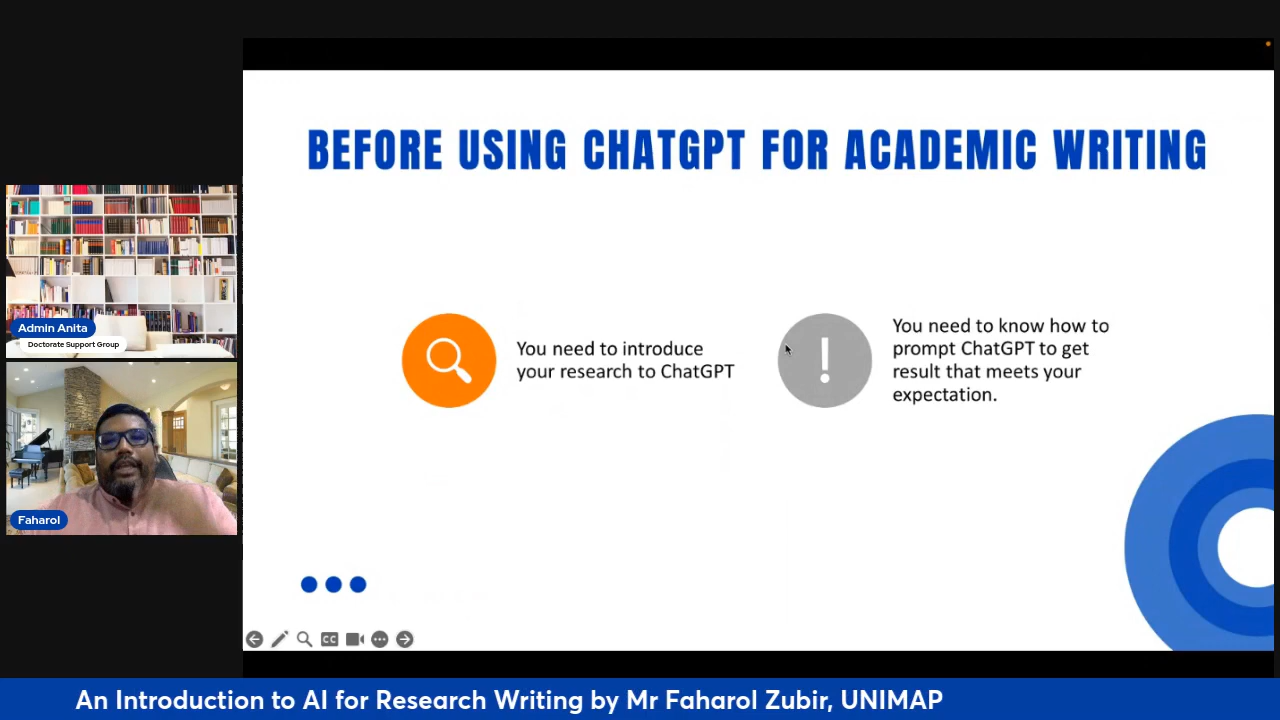 BEFORE USING CHATGPT FOR ACADEMIC WRITING
You need to introduce
your research to ChatGPT
You need to know how to
prompt ChatGPT to get
result that meets your
expectation.
Admin Anita
Doctorate Support Group
Faharol
CC
An Introduction to AI for Research Writing by Mr Faharol Zubir, UNIMAP